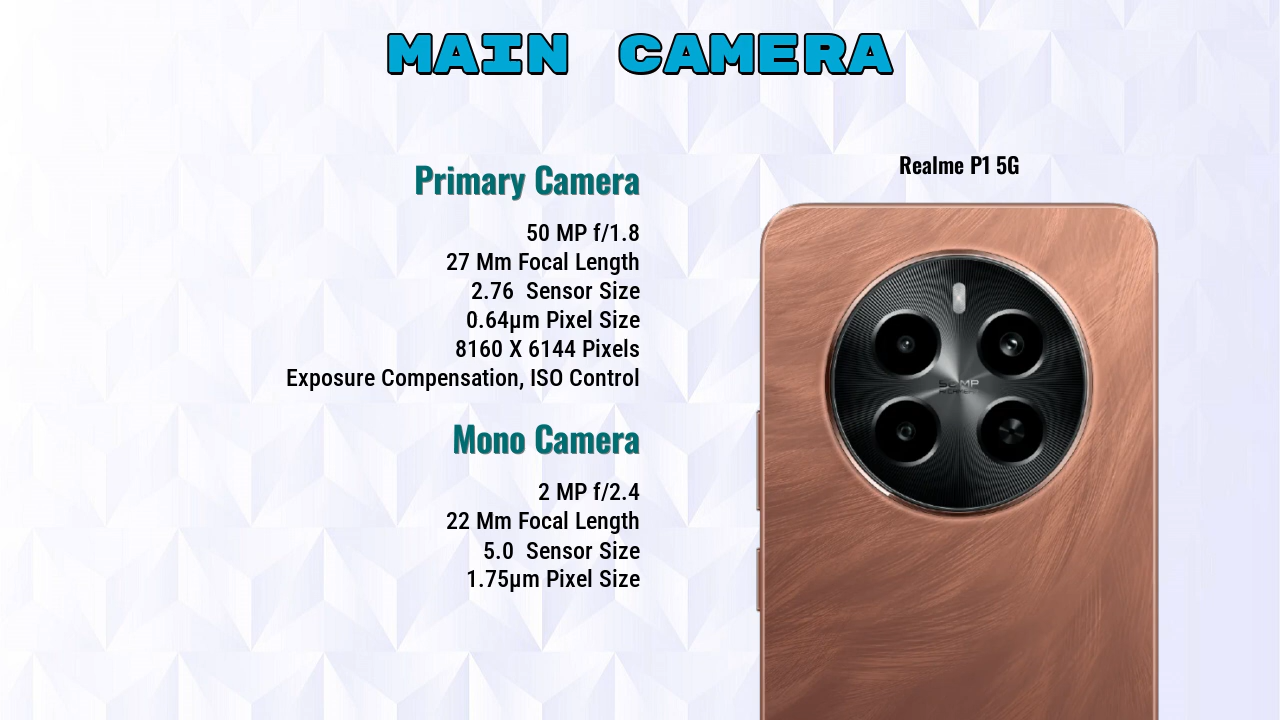 MAIN CAMERA
Primary Camera
50 MP f/1.8
27 Mm Focal Length
2.76  Sensor Size
0.64µm Pixel Size
8160 X 6144 Pixels
Exposure Compensation, ISO Control
Mono Camera
2 MP f/2.4
22 Mm Focal Length
5.0  Sensor Size
1.75µm Pixel Size
Realme P1 5G
50MP